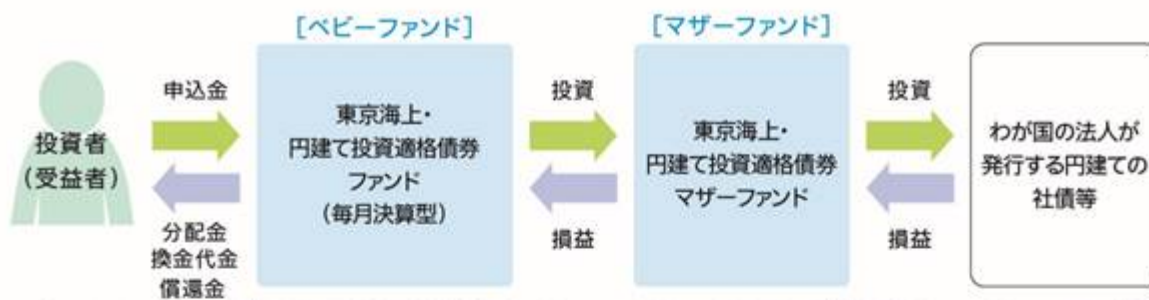 [ベビーファンド]
[マザーファンド]
投資者
(受益者)
申込金
分配金
換金代金
償還金
東京海上・
円建て投資適格債券
ファンド
(毎月決算型)
投資
損益
東京海上・
円建て投資適格債券
マザーファンド
投資
損益
わが国の法人が
発行する円建ての
社債等